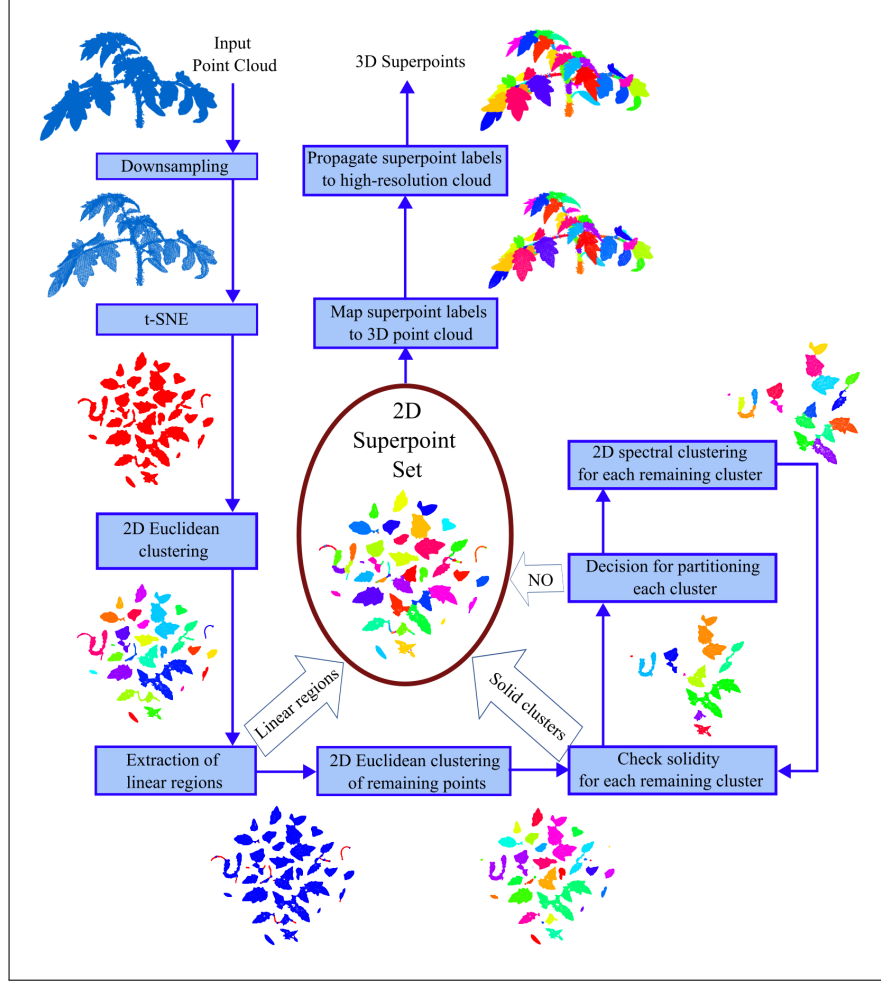 Input
Point Cloud
Downsampling
t-SNE
2D Euclidean
clustering
Extraction of
linear regions
Linear regions
2D Euclidean clustering
of remaining points
Check solidity
for each remaining cluster
Solid clusters
Decision for partitioning
each cluster
NO
2D spectral clustering
for each remaining cluster
2D
Superpoint
Set
Map superpoint labels
to 3D point cloud
Propagate superpoint labels
to high-resolution cloud
3D Superpoints